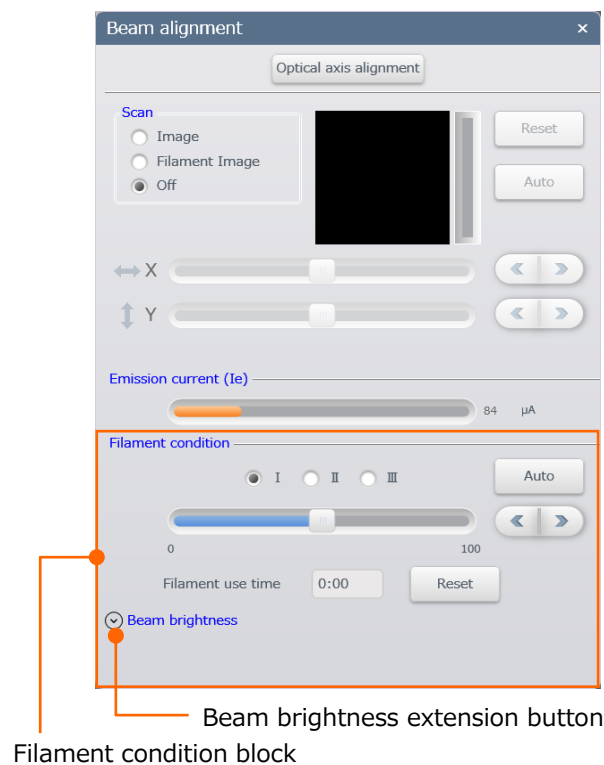 Beam alignment ×
Optical axis alignment
Scan
Image
Filament Image
Off
Reset
Auto
X
Y
Emission current (Ie)
84 μA
Filament condition
I II III
Auto
0 100
Filament use time 0:00 Reset
Beam brightness
Beam brightness extension button
Filament condition block